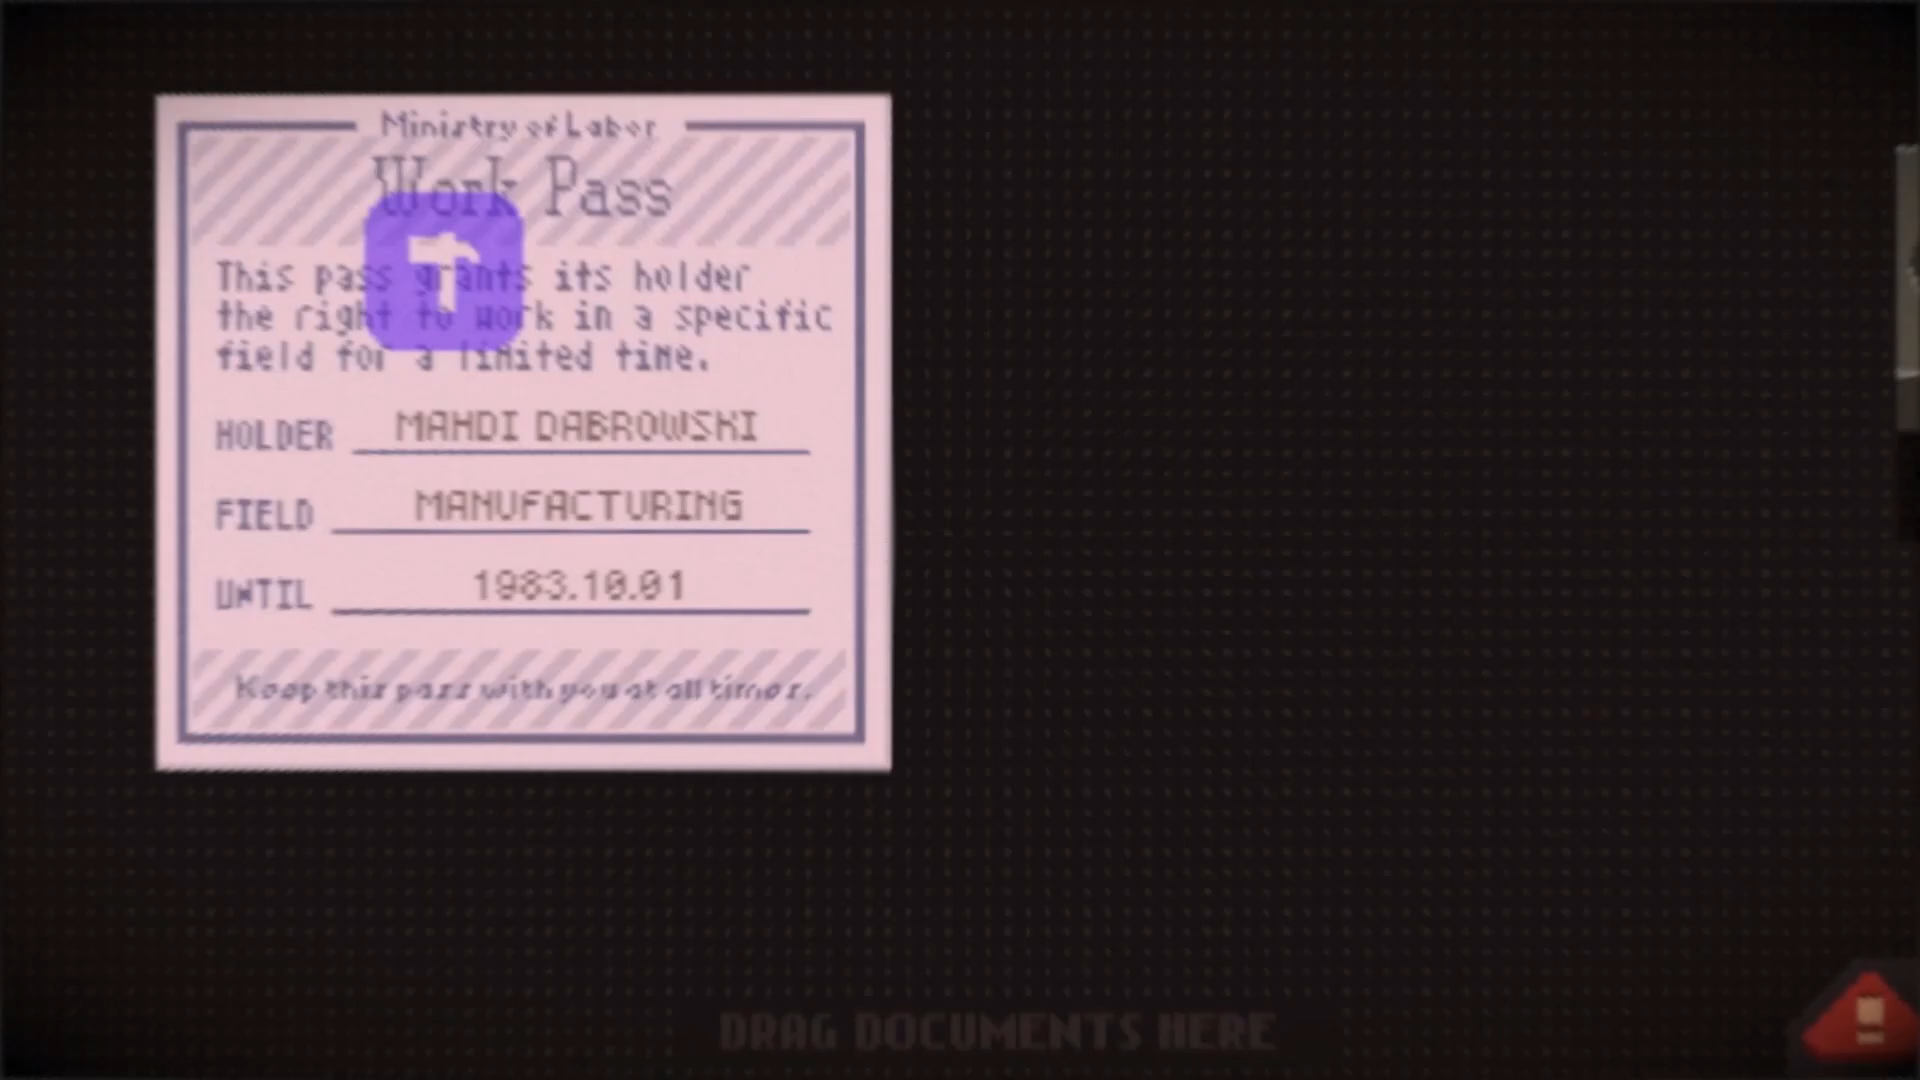 Ministry of Labor
Work Pass
This pass grants its holder
the right to work in a specific
field for a limited time.
HOLDER MAHDI DABROWSKI
FIELD MANUFACTURING
UNTIL 1983.10.01
Keep this pass with you at all times.
DRAG DOCUMENTS HERE
!